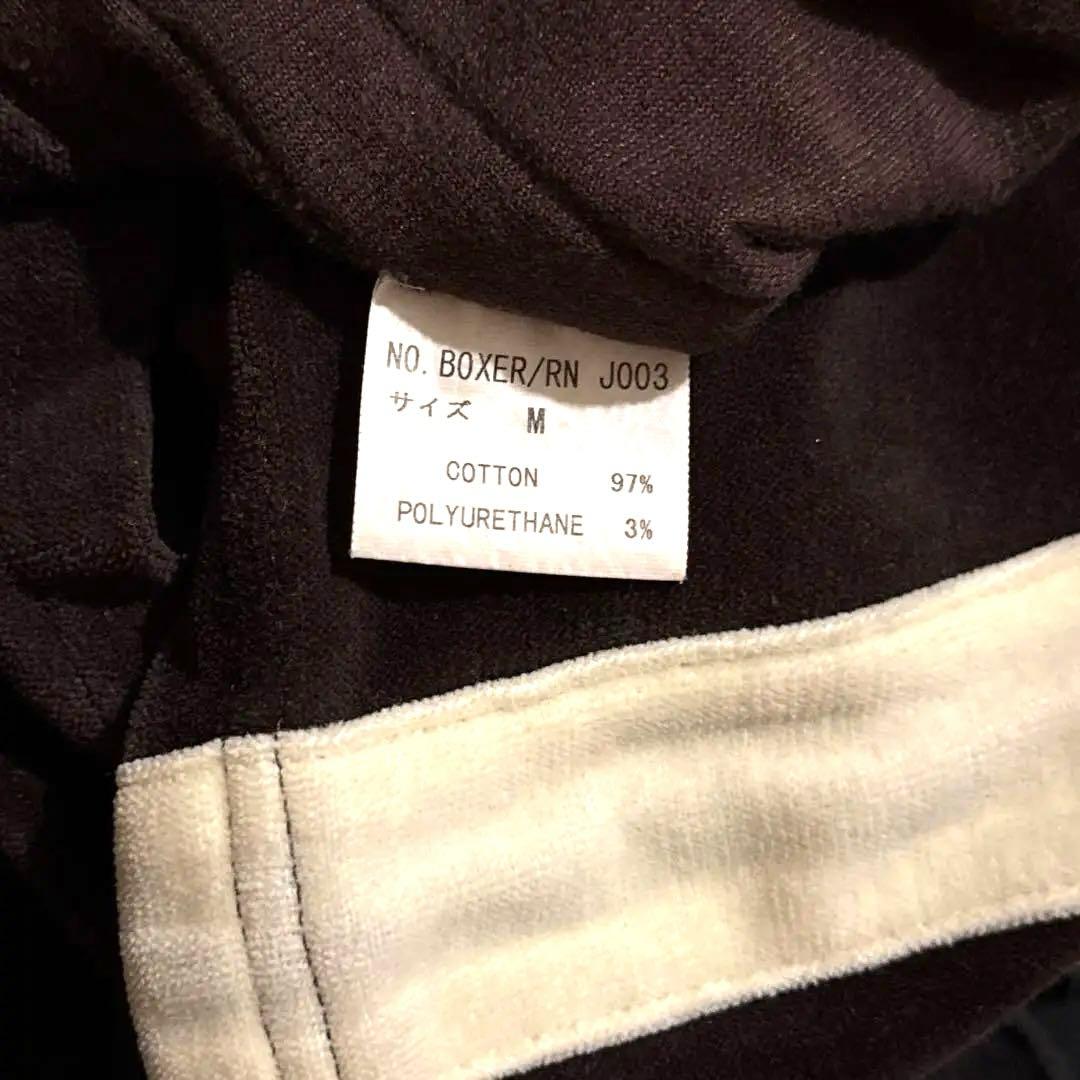 NO. BOXER/RN J003
サイズ M
COTTON 97%
POLYURETHANE 3%